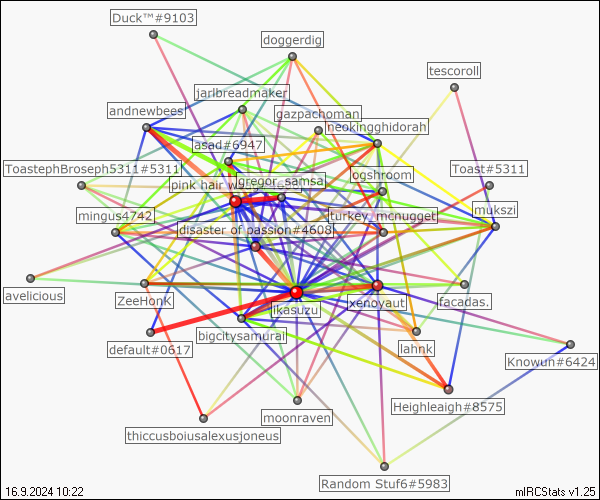 Duck™#9103
doggerdig
tescoroll
jarlbreadmaker
andnewbees
gazpachoman
neokingghidorah
asad#6947
ToastephBroseph5311#5311
Toast#5311
ogshroom
gregor_samsa
pink hair w
mingus4742
turkey_mcnugget
mukszi
disaster of passion#4608
avelicious
ZeeHonK
ikasuzu
xenoyaut
facadas.
bigcitysamurai
default#0617
lahnk
Knowun#6424
Heighleaigh#8575
moonraven
thiccusboiusalexusjoneus
Random Stuf6#5983
16.9.2024 10:22
mIRCStats v1.25